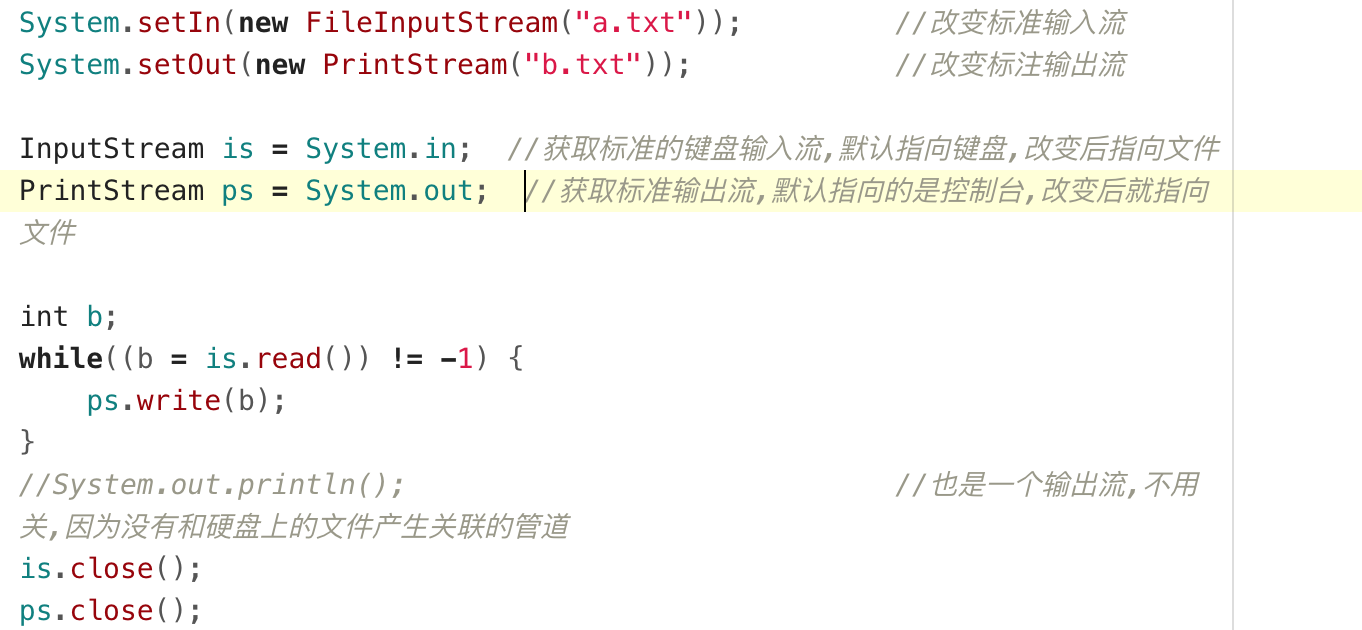 System.setIn(new FileInputStream("a.txt"));         //改变标准输入流
System.setOut(new PrintStream("b.txt"));            //改变标注输出流
InputStream is = System.in;  //获取标准的键盘输入流,默认指向键盘,改变后指向文件
PrintStream ps = System.out;  //获取标准输出流,默认指向的是控制台,改变后就指向
文件
int b;
while((b = is.read()) != -1) {
    ps.write(b);
}
//System.out.println();                             //也是一个输出流,不用
关,因为没有和硬盘上的文件产生关联的管道
is.close();
ps.close();